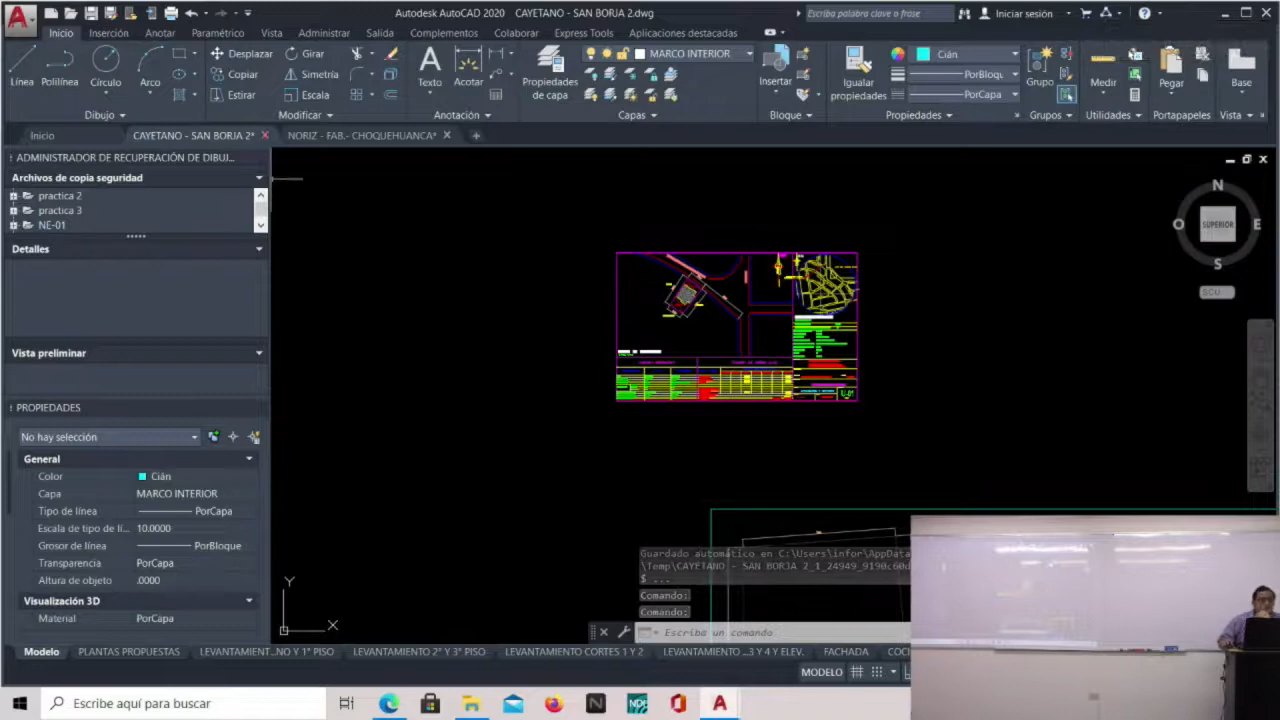 Autodesk AutoCAD 2020 CAYETANO - SAN BORJA 2.dwg
Escriba palabra clave o frase
Iniciar sesión
Inicio Inserción Anotar Paramétrico Vista Administrar Salida Complementos Colaborar Express Tools Aplicaciones destacadas
Línea Polilínea Círculo Arco
Desplazar Girar
Copiar Simetría
Estirar Escala
Texto Acotar
Propiedades de capa
MARCO INTERIOR
Insertar
Igualar propiedades
Cián
PorBloqu
PorCapa
Grupo Medir Pegar Base
Dibujo Modificar Anotación Capas Bloque Propiedades Grupos Utilidades Portapapeles Vista
Inicio CAYETANO - SAN BORJA 2* NORIZ - FAB.- CHOQUEHUANCA*
ADMINISTRADOR DE RECUPERACIÓN DE DIBUJ...
Archivos de copia seguridad
practica 2
practica 3
NE-01
Detalles
Vista preliminar
PROPIEDADES
No hay selección
General
Color Cián
Capa MARCO INTERIOR
Tipo de línea PorCapa
Escala de tipo de lí... 10.0000
Grosor de línea PorBloque
Transparencia PorCapa
Altura de objeto .0000
Visualización 3D
Material PorCapa
N
O SUPERIOR E
S
SCU
U-01
Y
X
Guardado automático en C:\Users\infor\AppData
\Temp\CAYETANO - SAN BORJA 2_1_24949_9190c60d
$ ...
Comando:
Comando:
Escriba un comando
Modelo PLANTAS PROPUESTAS LEVANTAMIENT...NO Y 1° PISO LEVANTAMIENTO 2° Y 3° PISO LEVANTAMIENTO CORTES 1 Y 2 LEVANTAMIENTO ...3 Y 4 Y ELEV. FACHADA COC
MODELO
Escribe aquí para buscar